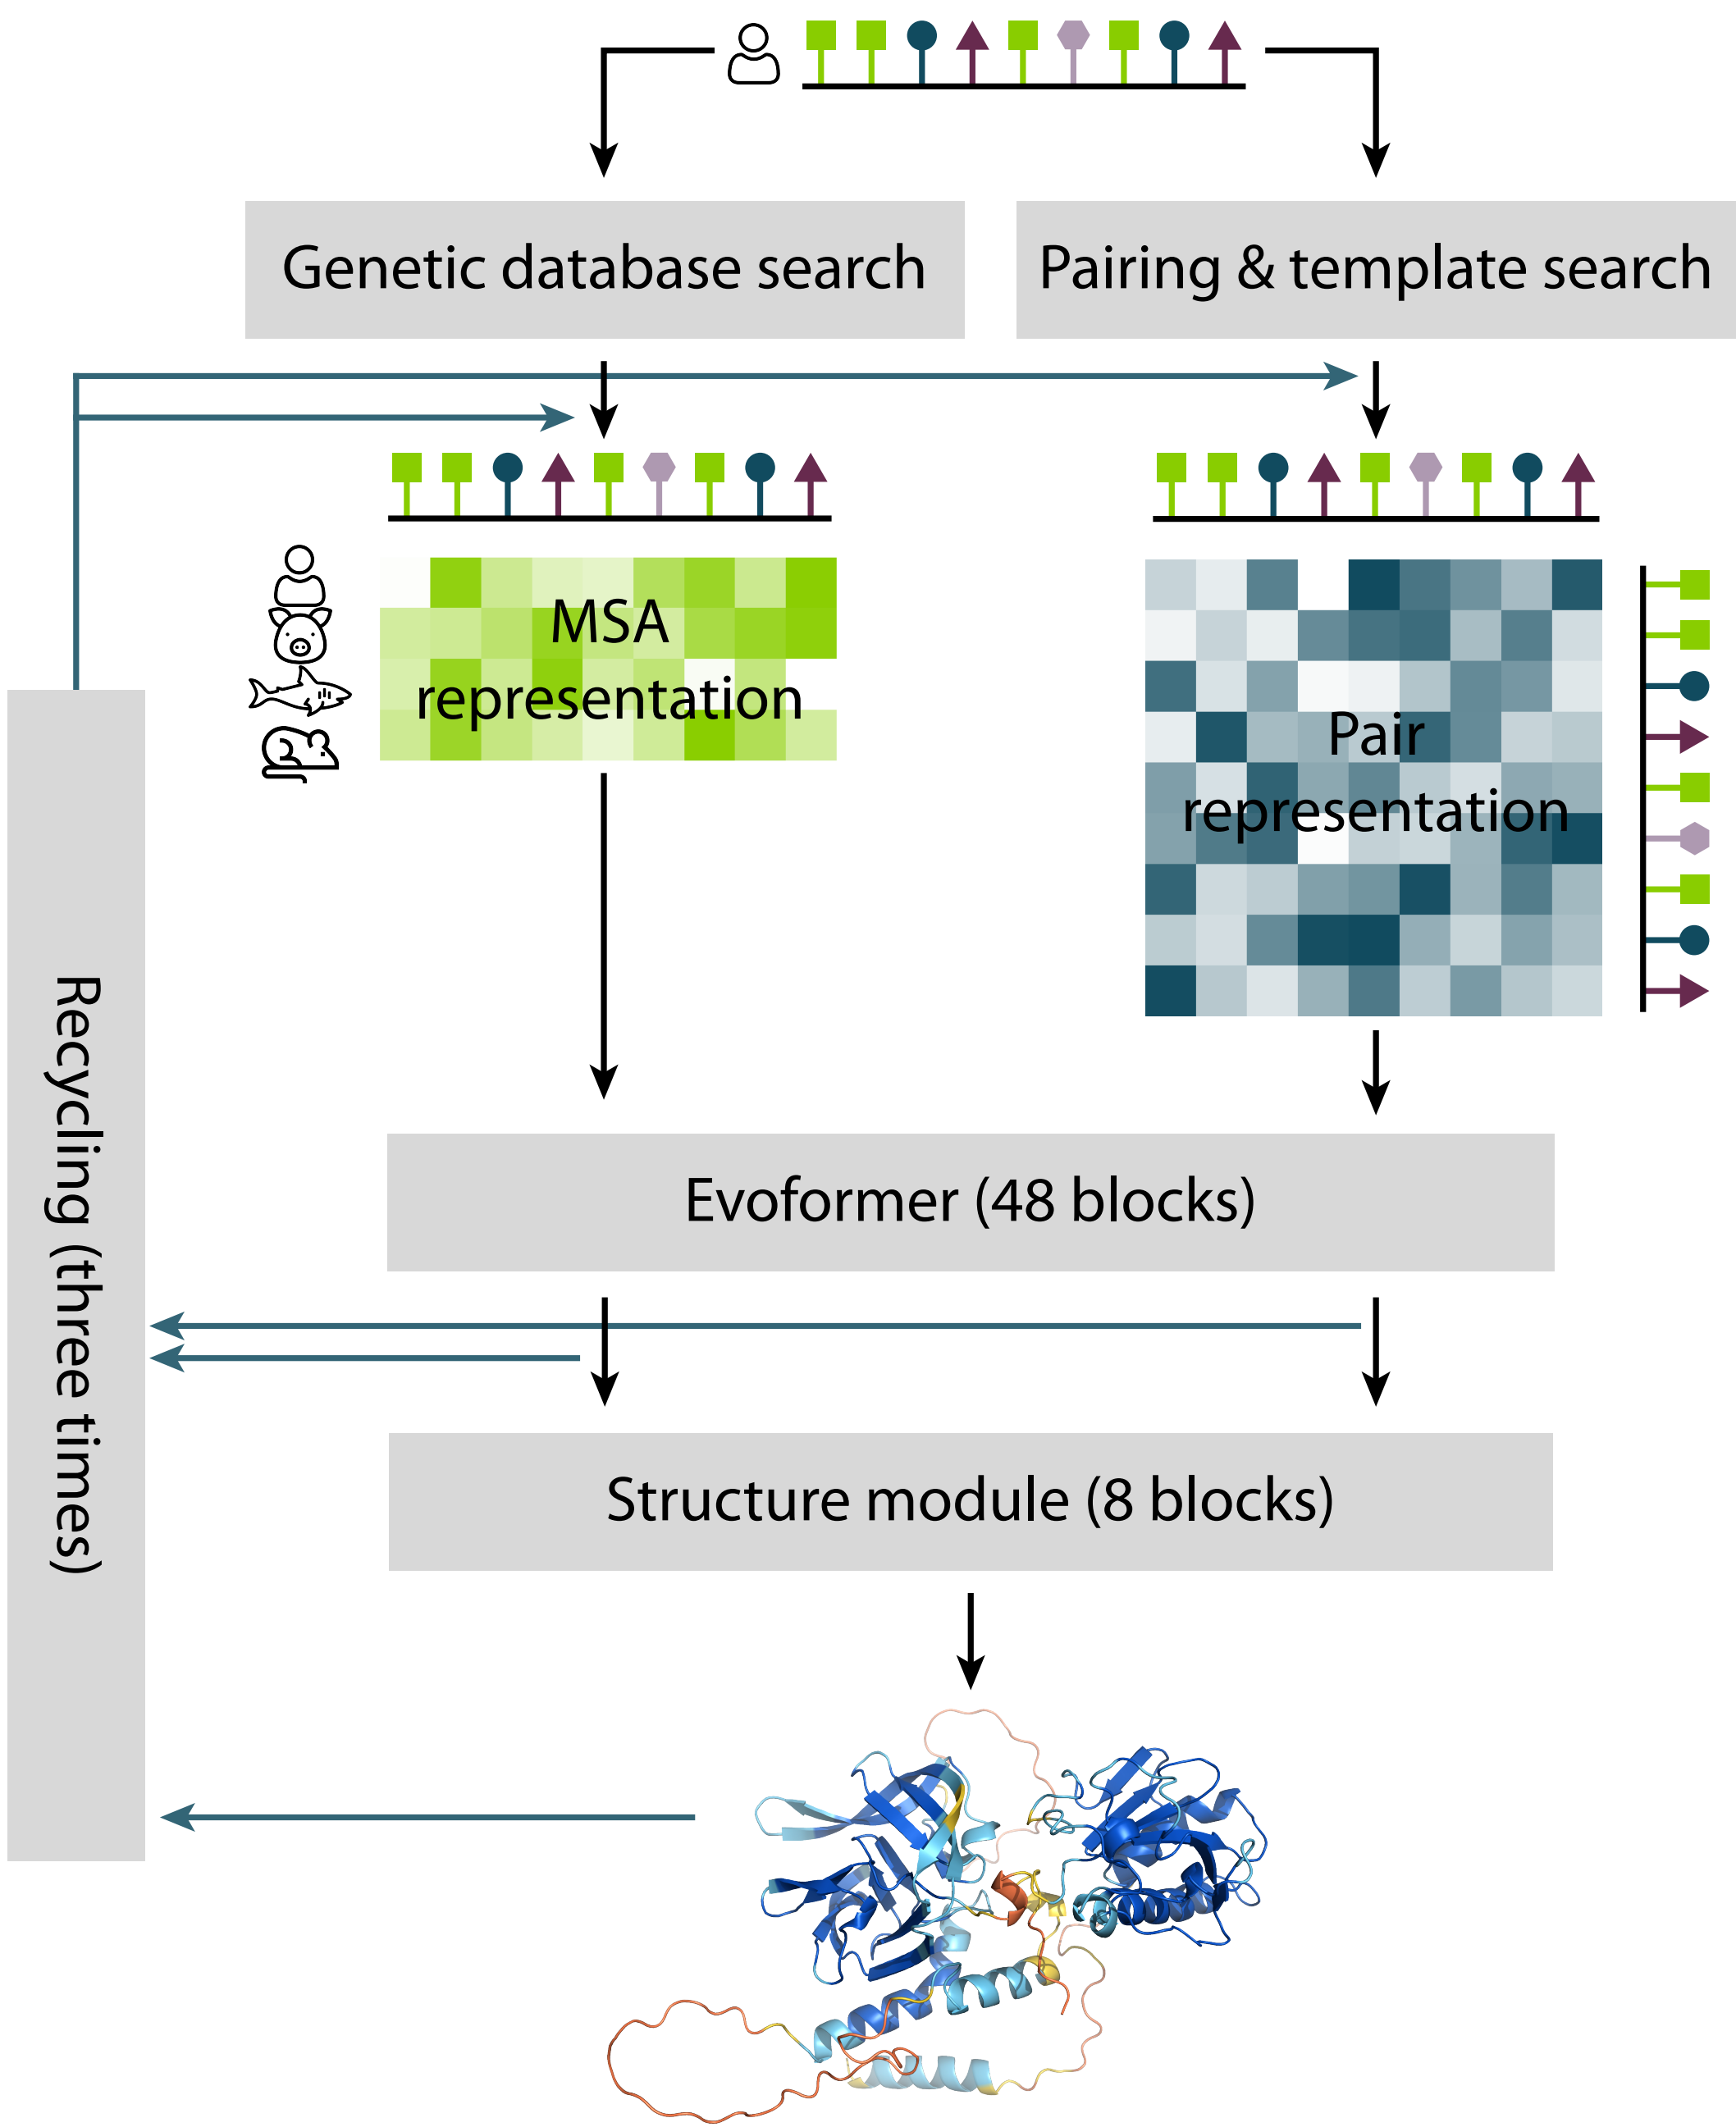 Genetic database search
Pairing & template search
MSA
representation
Pair
representation
Evoformer (48 blocks)
Recycling (three times)
Structure module (8 blocks)